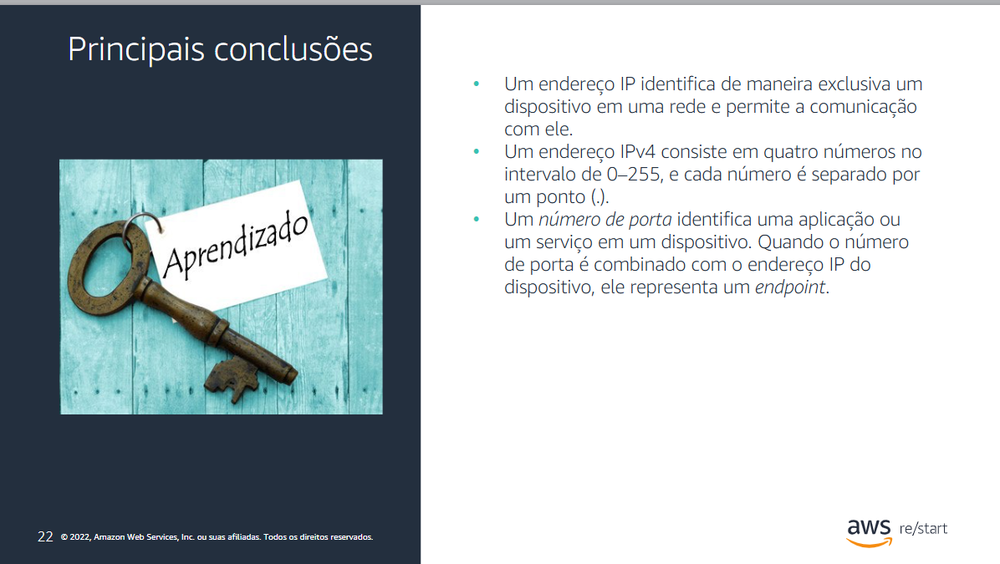 Principais conclusões
Aprendizado
• Um endereço IP identifica de maneira exclusiva um
dispositivo em uma rede e permite a comunicação
com ele.
• Um endereço IPv4 consiste em quatro números no
intervalo de 0–255, e cada número é separado por
um ponto (.).
• Um número de porta identifica uma aplicação ou
um serviço em um dispositivo. Quando o número
de porta é combinado com o endereço IP do
dispositivo, ele representa um endpoint.
22 © 2022, Amazon Web Services, Inc. ou suas afiliadas. Todos os direitos reservados.
aws re/start